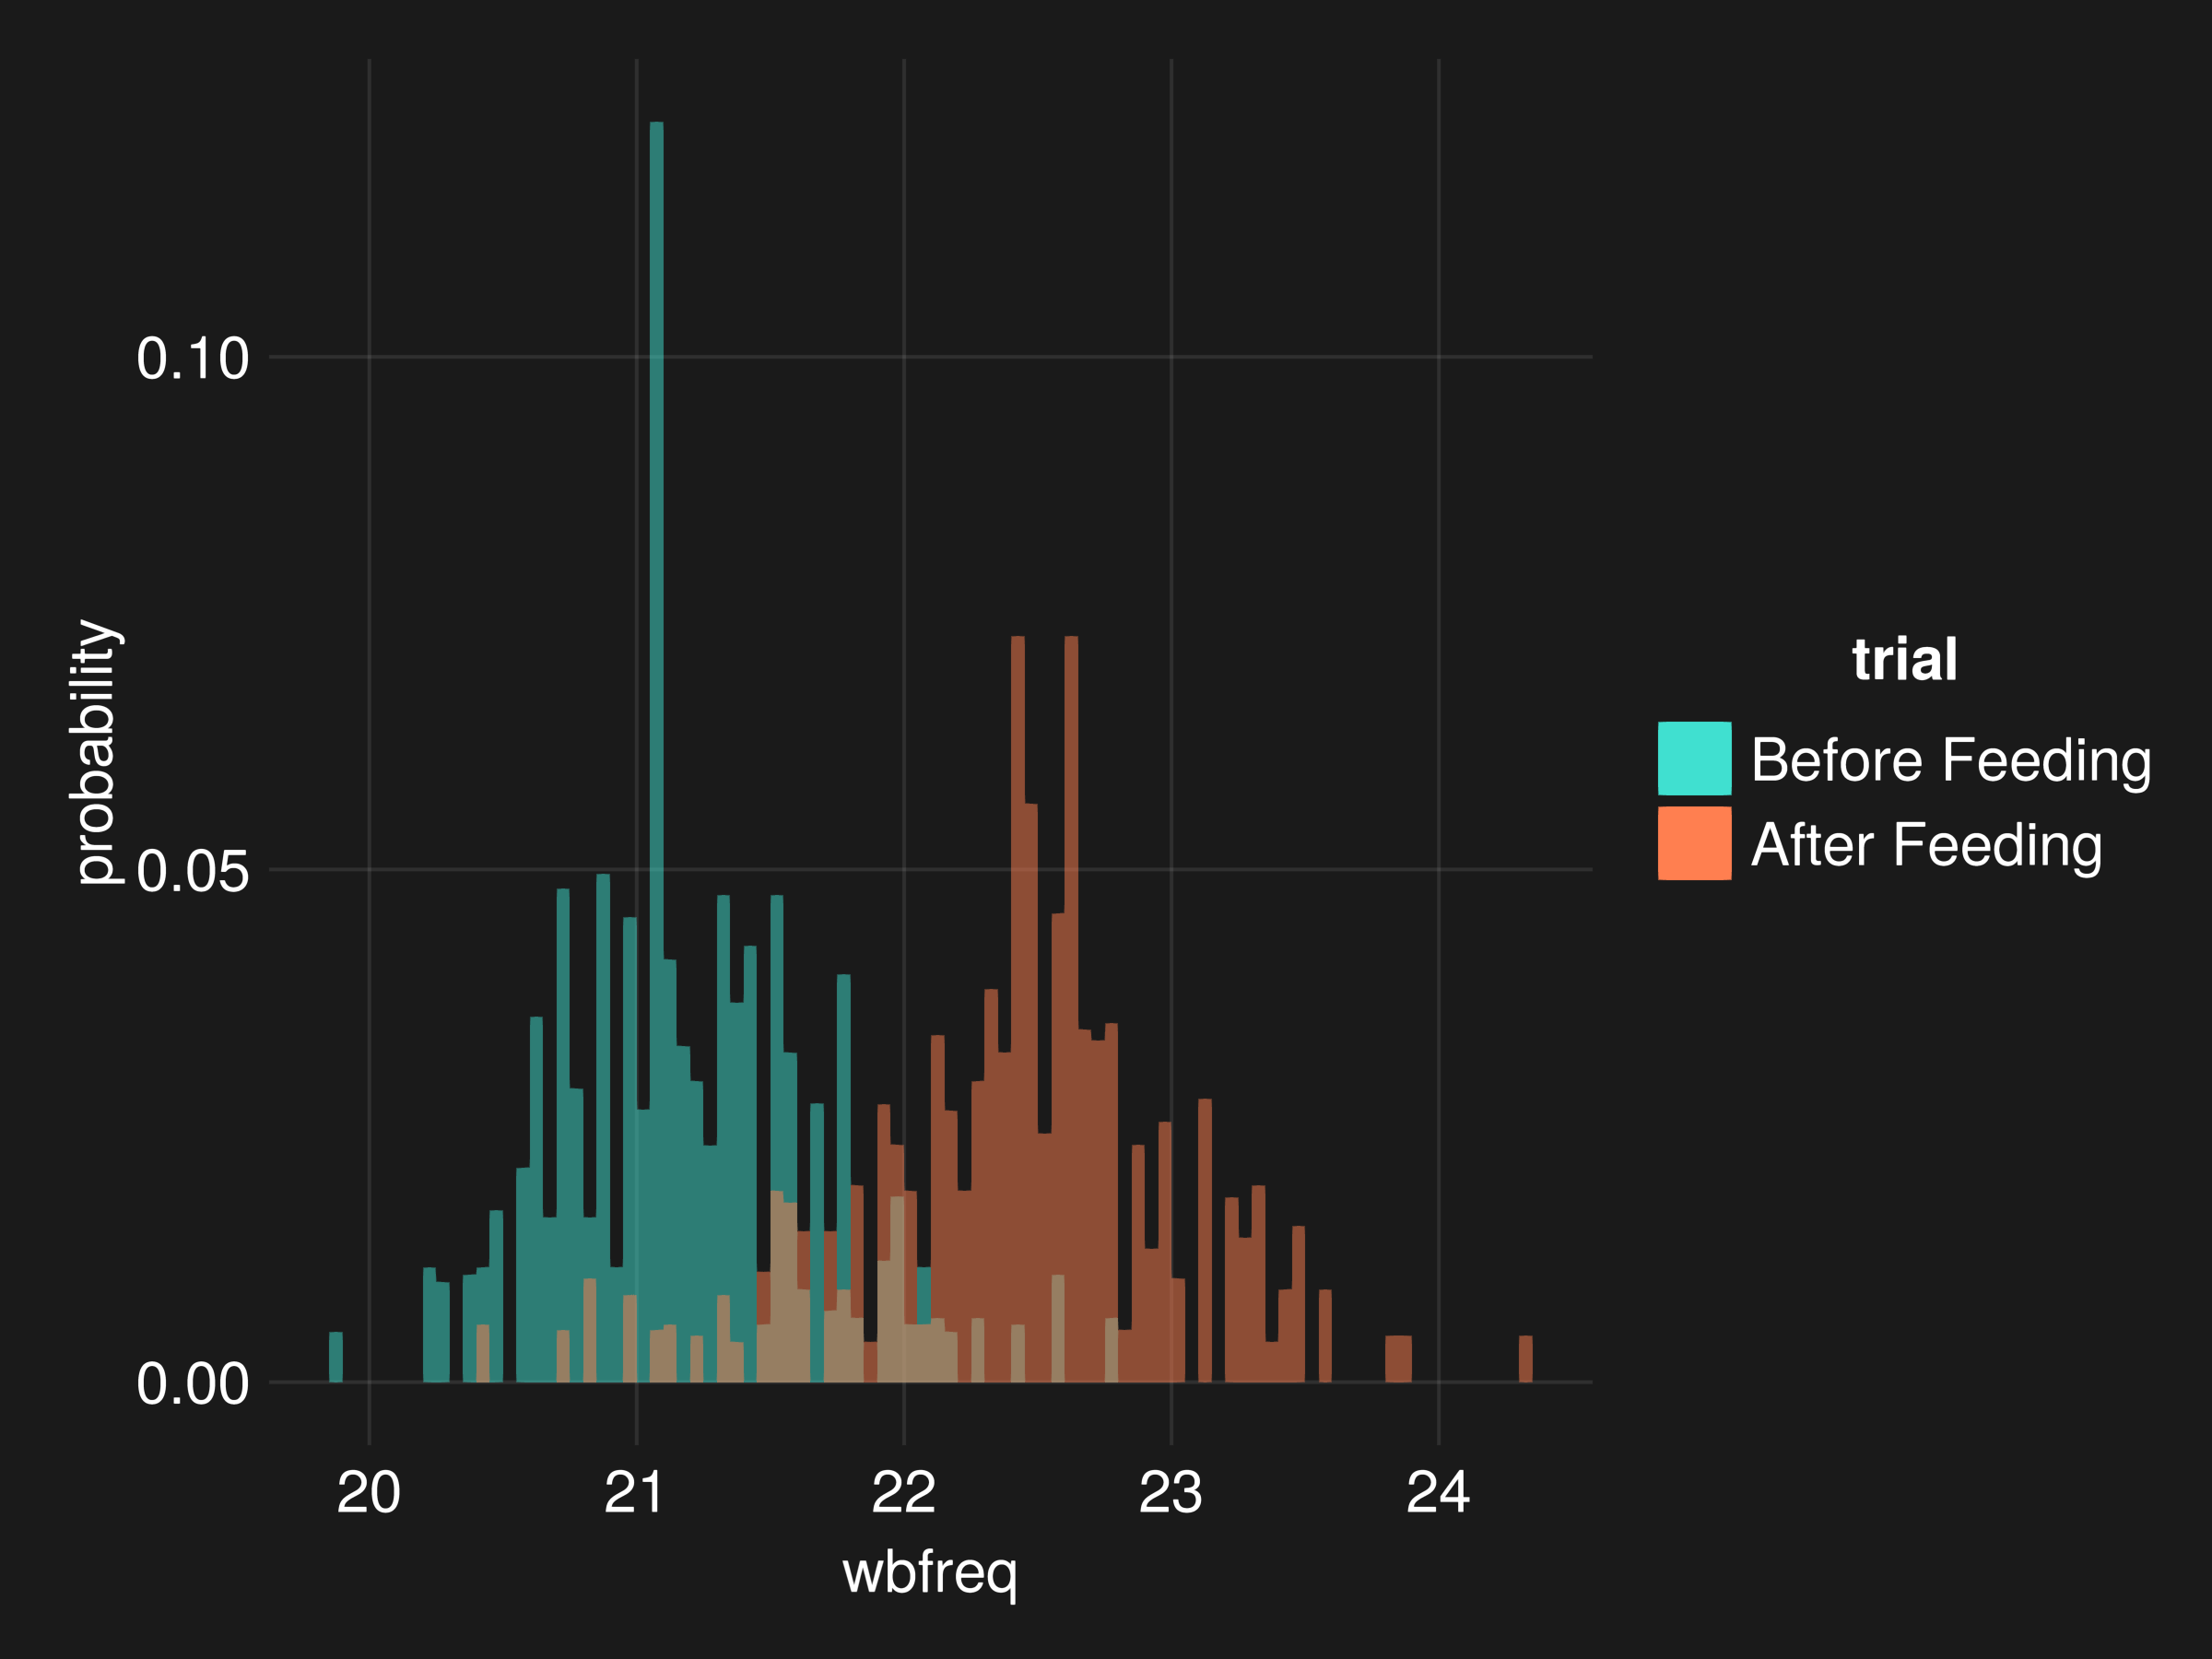 0.10
0.05
0.00
probability
20 21 22 23 24
wbfreq
trial
Before Feeding
After Feeding